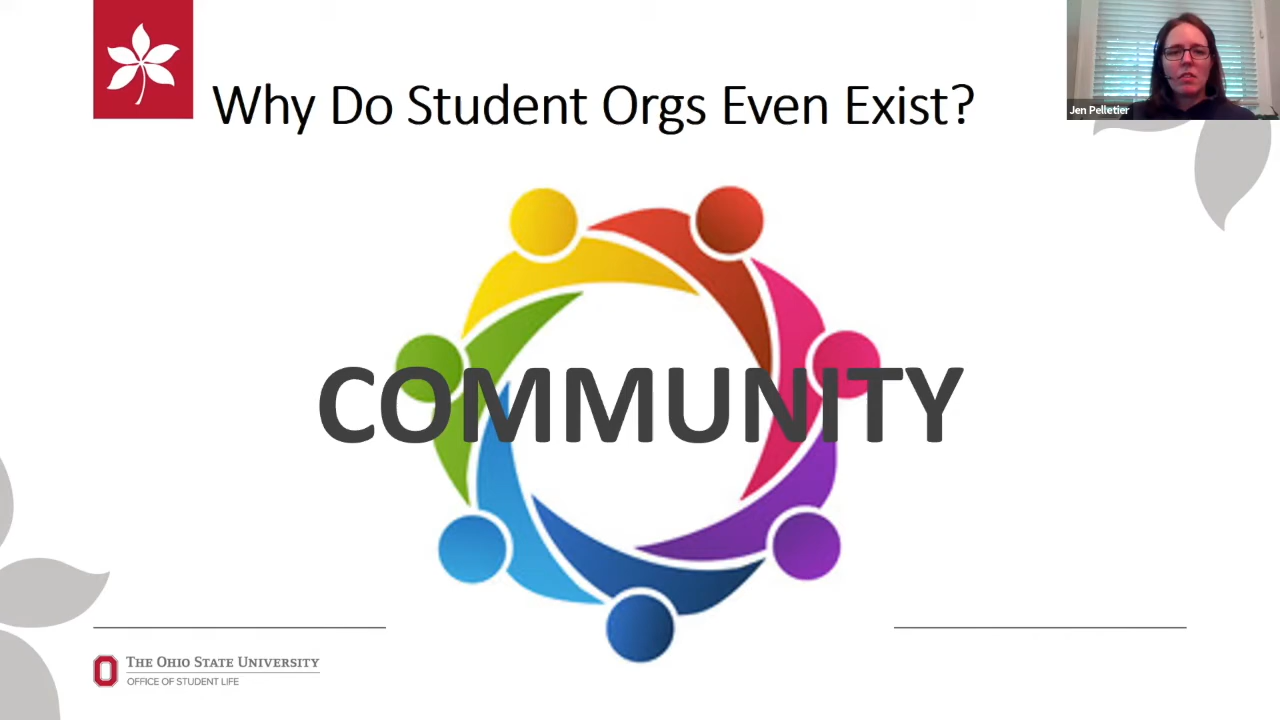 Why Do Student Orgs Even Exist?
Jen Pelletier
COMMUNITY
THE OHIO STATE UNIVERSITY
OFFICE OF STUDENT LIFE